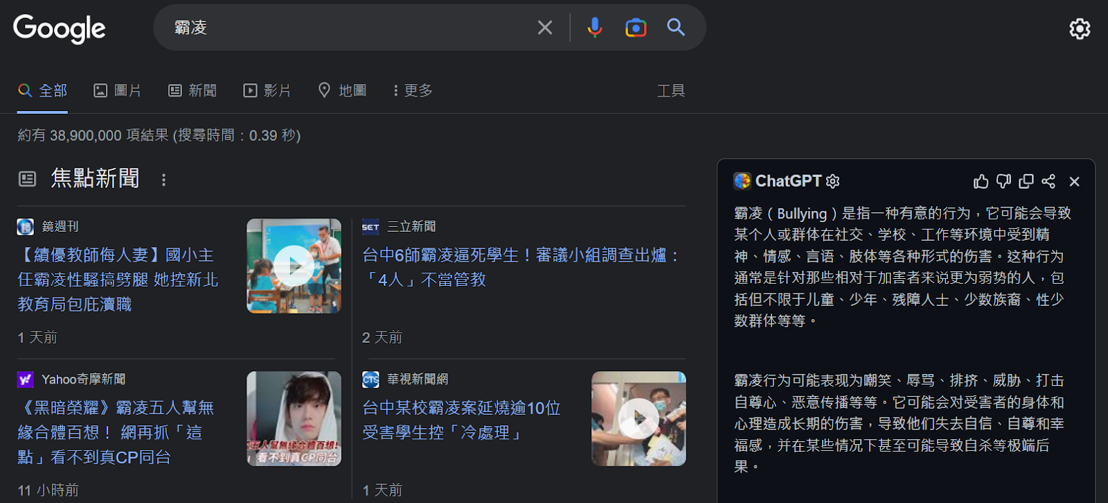 Google
霸凌
全部
圖片
新聞
影片
地圖
更多
工具
約有 38,900,000 項結果 (搜尋時間：0.39 秒)
焦點新聞
鏡週刊
【績優教師侮人妻】國小主
任霸凌性騷搞劈腿 她控新北
教育局包庇瀆職
1 天前
SET 三立新聞
台中6師霸凌逼死學生！審議小組調查出爐：
「4人」不當管教
2 天前
Yahoo奇摩新聞
《黑暗榮耀》霸凌五人幫無
緣合體百想！ 網再抓「這
點」看不到真CP同台
人幫無緣合體百想!
看不到真CP同台
11 小時前
CTS 華視新聞網
台中某校霸凌案延燒逾10位
受害學生控「冷處理」
1 天前
ChatGPT
霸凌（Bullying）是指一种有意的行为，它可能会导致
某个人或群体在社交、学校、工作等环境中受到精
神、情感、言语、肢体等各种形式的伤害。这种行为
通常是针对那些相对于加害者来说更为弱势的人，包
括但不限于儿童、少年、残障人士、少数族裔、性少
数群体等等。
霸凌行为可能表现为嘲笑、辱骂、排挤、威胁、打击
自尊心、恶意传播等等。它可能会对受害者的身体和
心理造成长期的伤害，导致他们失去自信、自尊和幸
福感，并在某些情况下甚至可能导致自杀等极端后
果。